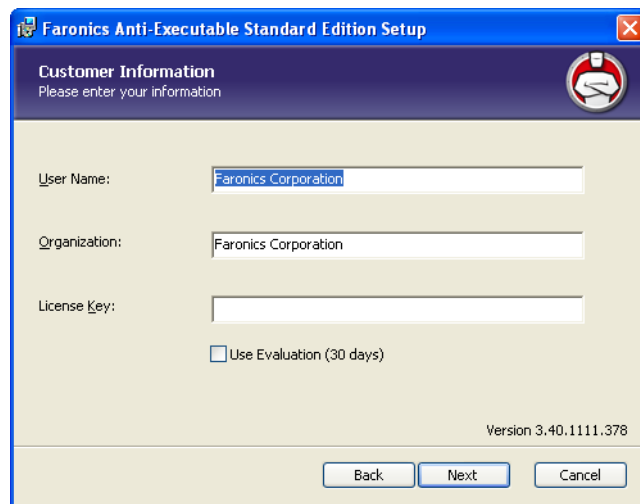 Faronics Anti-Executable Standard Edition Setup
Customer Information
Please enter your information
User Name: Faronics Corporation
Organization: Faronics Corporation
License Key:
Use Evaluation (30 days)
Version 3.40.1111.378
Back Next Cancel